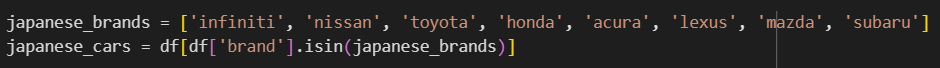 japanese_brands = ['infiniti', 'nissan', 'toyota', 'honda', 'acura', 'lexus', 'mazda', 'subaru']
japanese_cars = df[df['brand'].isin(japanese_brands)]